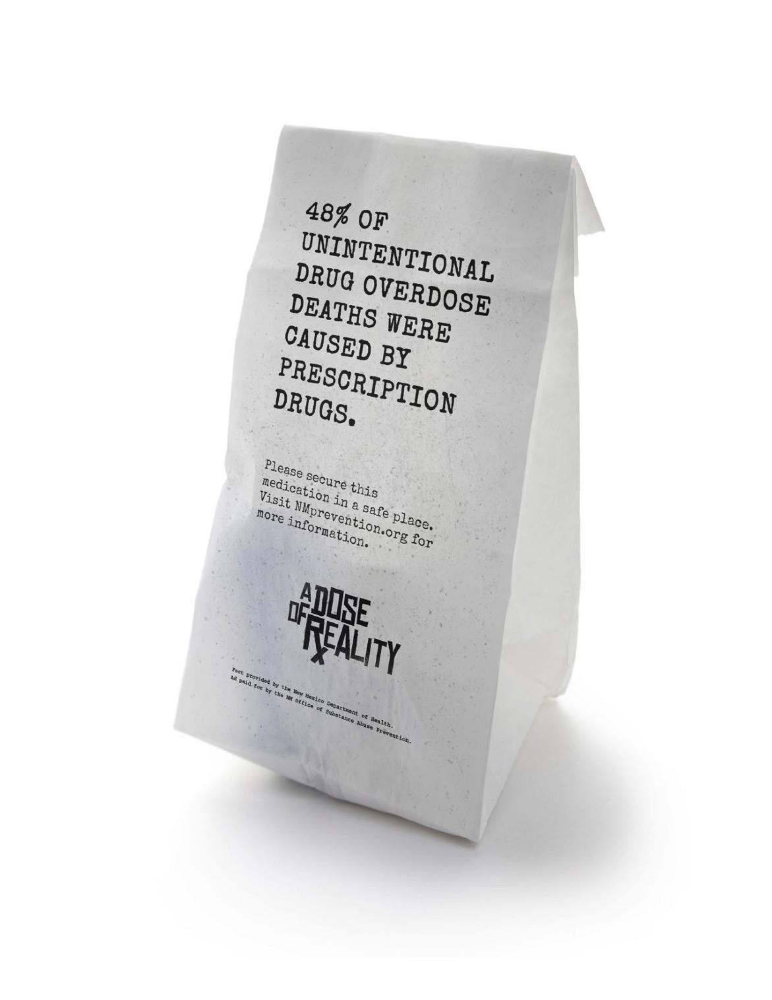 48% OF
UNINTENTIONAL
DRUG OVERDOSE
DEATHS WERE
CAUSED BY
PRESCRIPTION
DRUGS.
Please secure this
medication in a safe place.
Visit NMprevention.org for
more information.
A DOSE
OF REALITY
Fact provided by the New Mexico Department of Health.
Ad paid for by the NM Office of Substance Abuse Prevention.